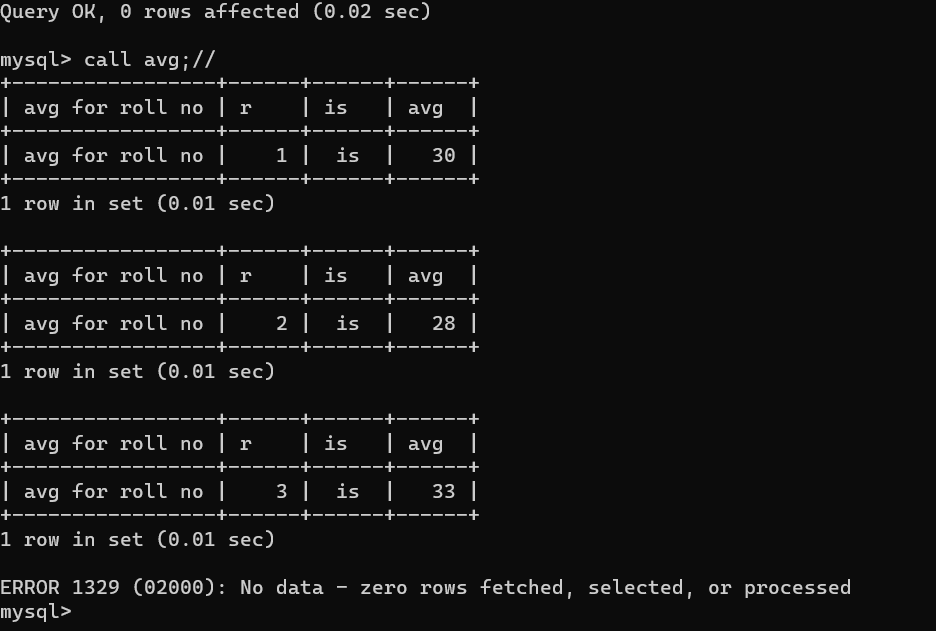 Query OK, 0 rows affected (0.02 sec)
mysql> call avg;//
+-----------------+------+------+------+
| avg for roll no | r    | is   | avg  |
+-----------------+------+------+------+
| avg for roll no |    1 |  is  |   30 |
+-----------------+------+------+------+
1 row in set (0.01 sec)
+-----------------+------+------+------+
| avg for roll no | r    | is   | avg  |
+-----------------+------+------+------+
| avg for roll no |    2 |  is  |   28 |
+-----------------+------+------+------+
1 row in set (0.01 sec)
+-----------------+------+------+------+
| avg for roll no | r    | is   | avg  |
+-----------------+------+------+------+
| avg for roll no |    3 |  is  |   33 |
+-----------------+------+------+------+
1 row in set (0.01 sec)
ERROR 1329 (02000): No data - zero rows fetched, selected, or processed
mysql>